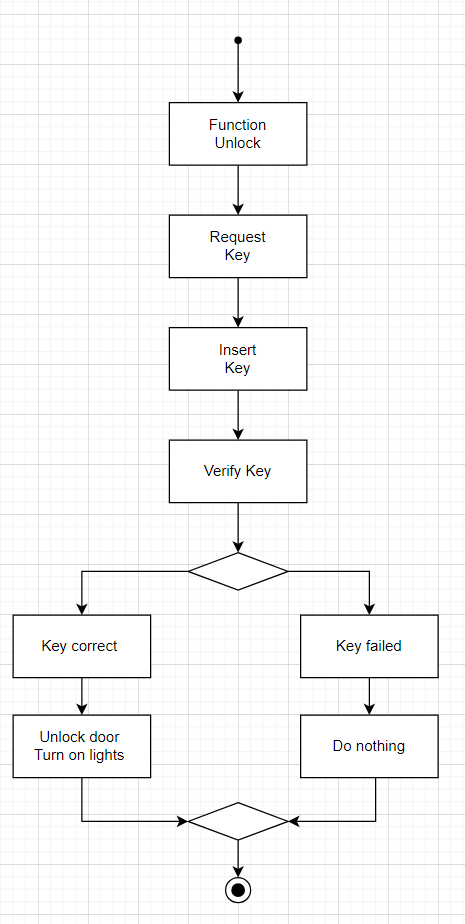 Function
Unlock
Request
Key
Insert
Key
Verify Key
Key correct
Key failed
Unlock door
Turn on lights
Do nothing